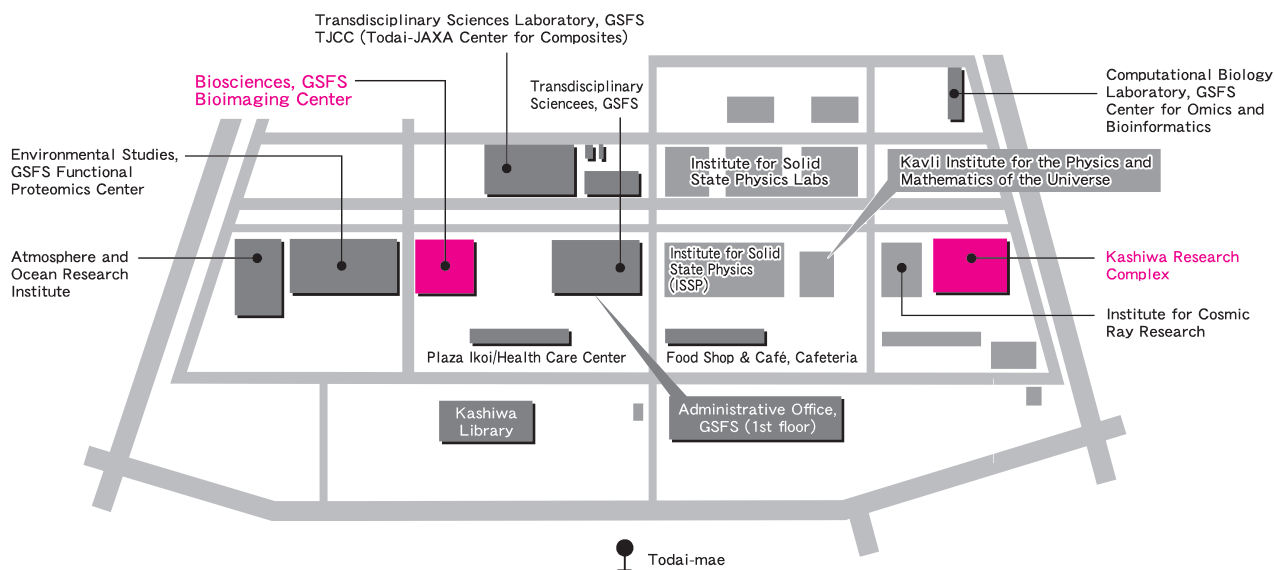 Transdisciplinary Sciences Laboratory, GSFS
TJCC (Todai-JAXA Center for Composites)
Biosciences, GSFS
Bioimaging Center
Transdisciplinary
Sciencees, GSFS
Computational Biology
Laboratory, GSFS
Center for Omics and
Bioinformatics
Environmental Studies,
GSFS Functional
Proteomics Center
Institute for Solid
State Physics Labs
Kavli Institute for the Physics and
Mathematics of the Universe
Atmosphere and
Ocean Research
Institute
Institute for Solid
State Physics
(ISSP)
Kashiwa Research
Complex
Institute for Cosmic
Ray Research
Plaza Ikoi/Health Care Center
Food Shop & Café, Cafeteria
Kashiwa
Library
Administrative Office,
GSFS (1st floor)
Todai-mae